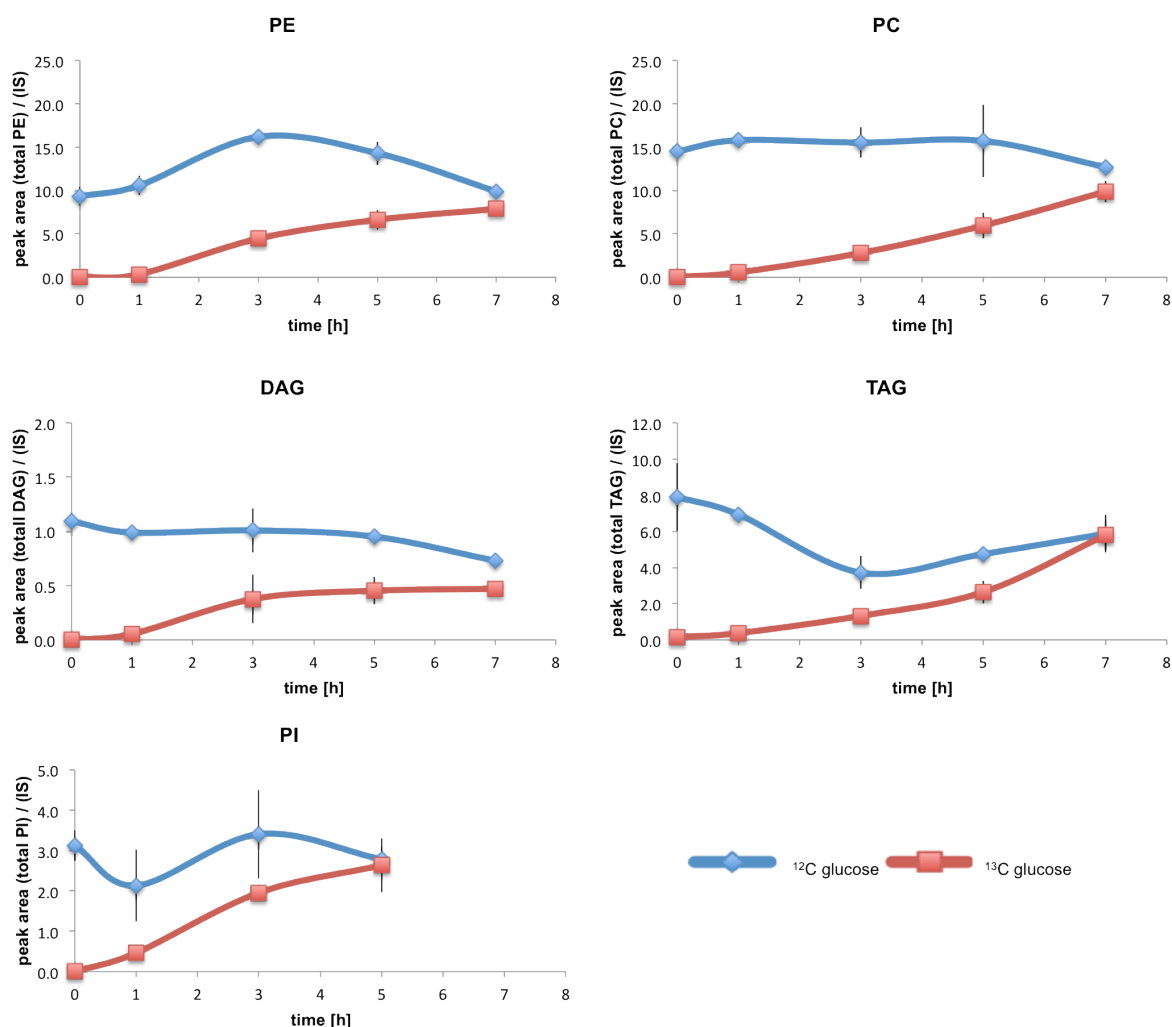 PE
peak area (total PE) / (IS)
25.0
20.0
15.0
10.0
5.0
0.0
0 1 2 3 4 5 6 7 8
time [h]
PC
peak area (total PC) / (IS)
25.0
20.0
15.0
10.0
5.0
0.0
0 1 2 3 4 5 6 7 8
time [h]
DAG
peak area (totall DAG) / (IS)
2.0
1.5
1.0
0.5
0.0
0 1 2 3 4 5 6 7 8
time [h]
TAG
peak area (total TAG) / (IS)
12.0
10.0
8.0
6.0
4.0
2.0
0.0
0 1 2 3 4 5 6 7 8
time [h]
PI
peak area (total PI) / (IS)
5.0
4.0
3.0
2.0
1.0
0.0
0 1 2 3 4 5 6 7 8
time [h]
¹²C glucose
¹³C glucose